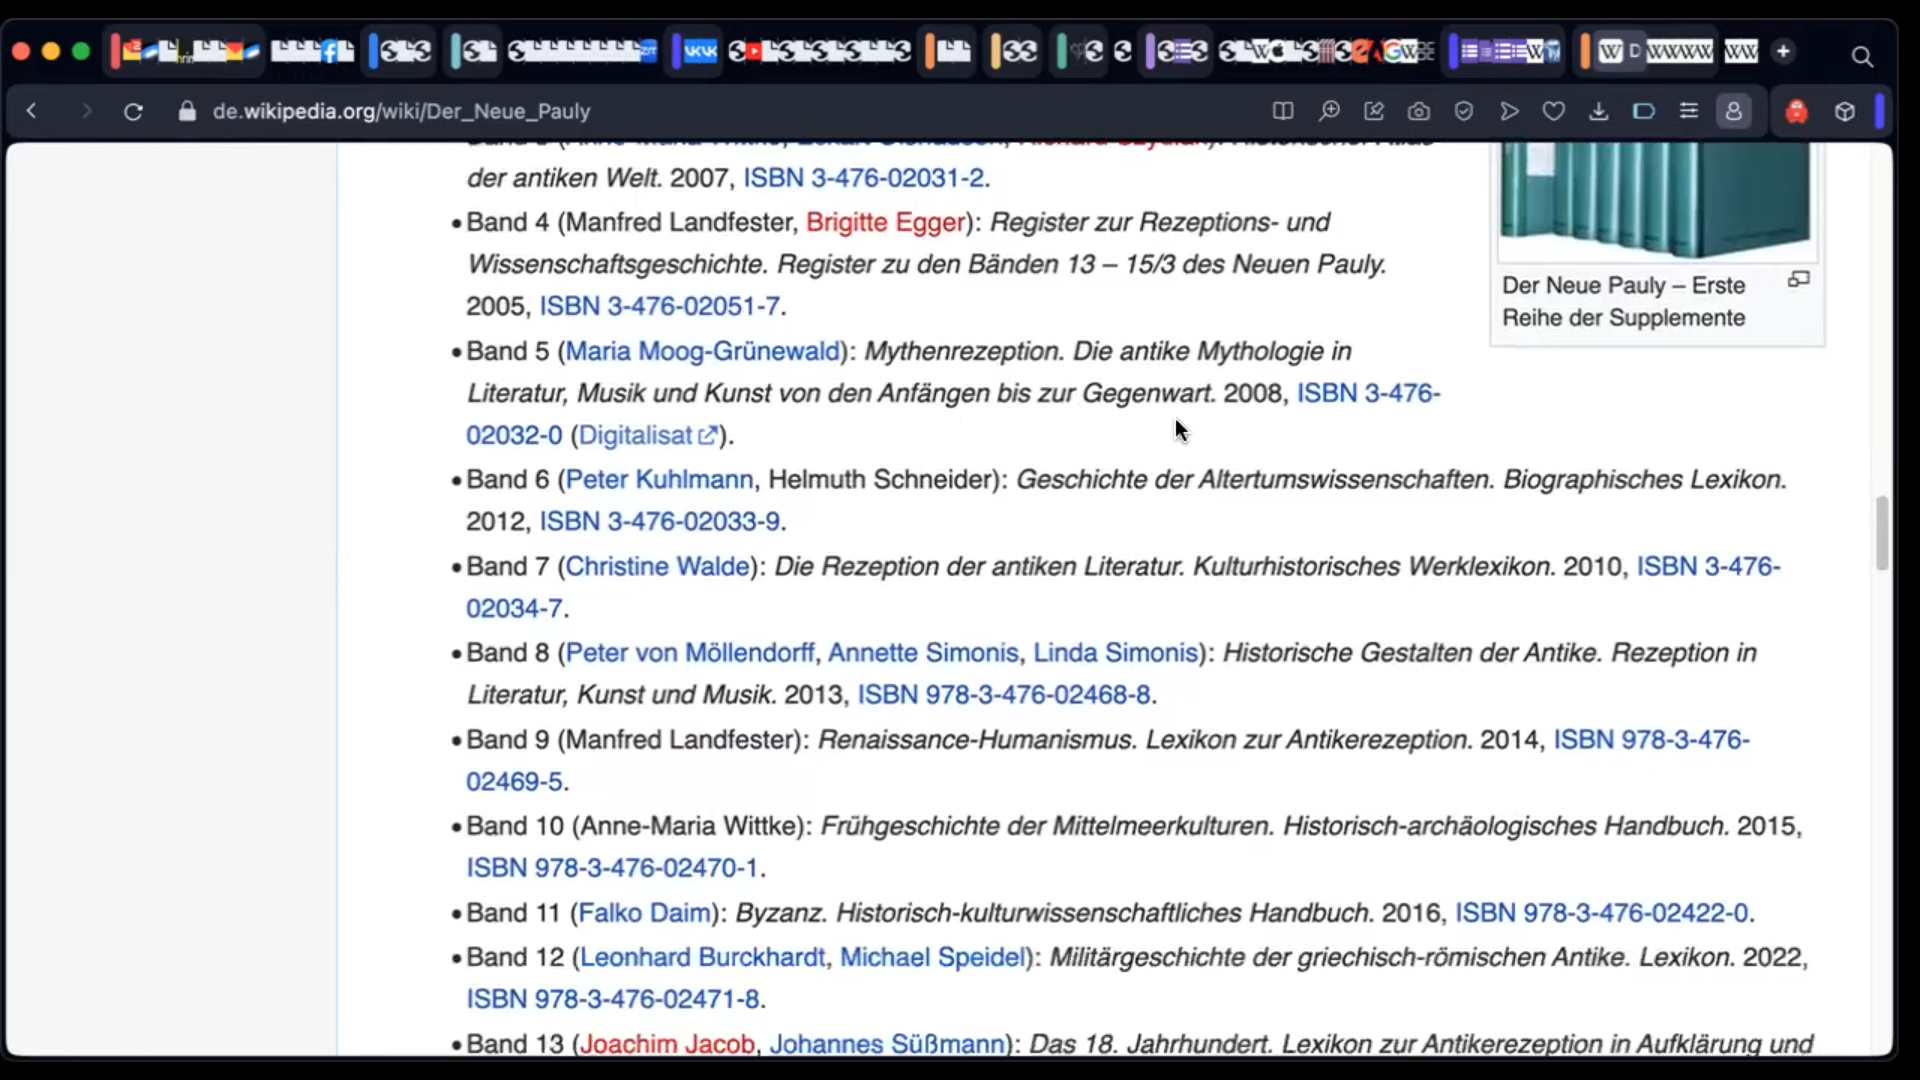 de.wikipedia.org/wiki/Der_Neue_Pauly
der antiken Welt. 2007, ISBN 3-476-02031-2.
Der Neue Pauly – Erste
Reihe der Supplemente
• Band 4 (Manfred Landfester, Brigitte Egger): Register zur Rezeptions- und
Wissenschaftsgeschichte. Register zu den Bänden 13 – 15/3 des Neuen Pauly.
2005, ISBN 3-476-02051-7.
• Band 5 (Maria Moog-Grünewald): Mythenrezeption. Die antike Mythologie in
Literatur, Musik und Kunst von den Anfängen bis zur Gegenwart. 2008, ISBN 3-476-
02032-0 (Digitalisat).
• Band 6 (Peter Kuhlmann, Helmuth Schneider): Geschichte der Altertumswissenschaften. Biographisches Lexikon.
2012, ISBN 3-476-02033-9.
• Band 7 (Christine Walde): Die Rezeption der antiken Literatur. Kulturhistorisches Werklexikon. 2010, ISBN 3-476-
02034-7.
• Band 8 (Peter von Möllendorff, Annette Simonis, Linda Simonis): Historische Gestalten der Antike. Rezeption in
Literatur, Kunst und Musik. 2013, ISBN 978-3-476-02468-8.
• Band 9 (Manfred Landfester): Renaissance-Humanismus. Lexikon zur Antikerezeption. 2014, ISBN 978-3-476-
02469-5.
• Band 10 (Anne-Maria Wittke): Frühgeschichte der Mittelmeerkulturen. Historisch-archäologisches Handbuch. 2015,
ISBN 978-3-476-02470-1.
• Band 11 (Falko Daim): Byzanz. Historisch-kulturwissenschaftliches Handbuch. 2016, ISBN 978-3-476-02422-0.
• Band 12 (Leonhard Burckhardt, Michael Speidel): Militärgeschichte der griechisch-römischen Antike. Lexikon. 2022,
ISBN 978-3-476-02471-8.
• Band 13 (Joachim Jacob, Johannes Süßmann): Das 18. Jahrhundert. Lexikon zur Antikerezeption in Aufklärung und